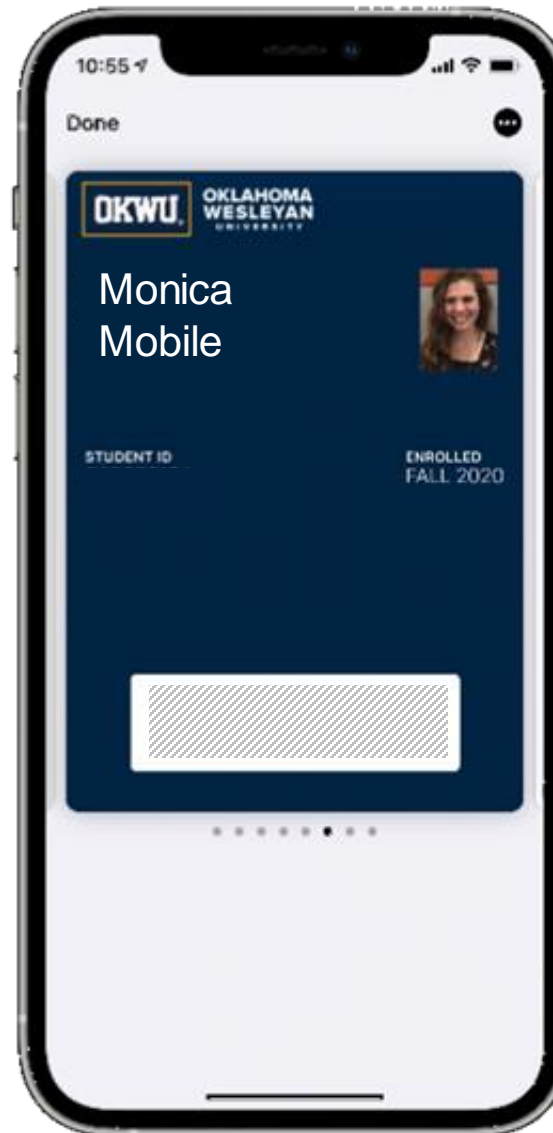 10:55
Done
OKWU
OKLAHOMA
WESLEYAN
UNIVERSITY
Monica
Mobile
STUDENT ID
ENROLLED
FALL 2020